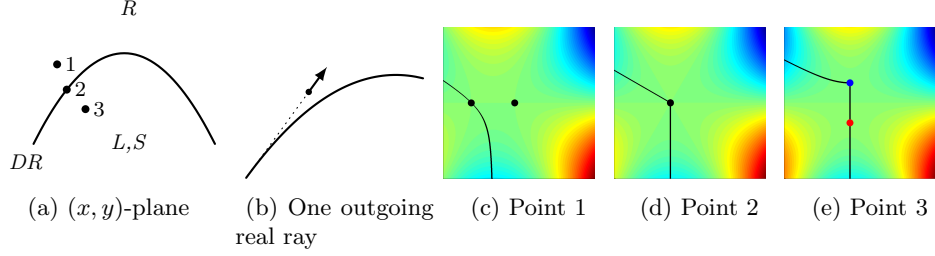 R
1
2
3
L,S
DR
(a) (x, y)-plane
(b) One outgoing
real ray
(c) Point 1
(d) Point 2
(e) Point 3